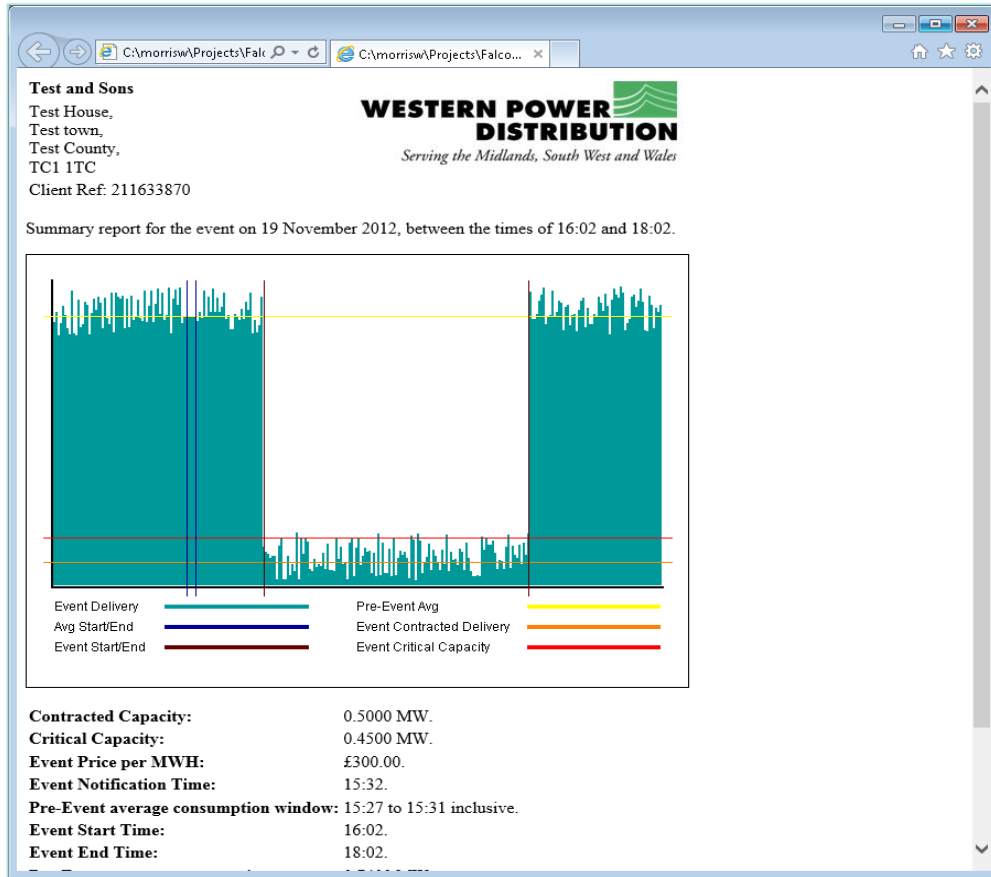 C:\morrisw\Projects\Falc
C:\morrisw\Projects\Falco...
Test and Sons
Test House,
Test town,
Test County,
TC1 1TC
Client Ref: 211633870
WESTERN POWER
DISTRIBUTION
Serving the Midlands, South West and Wales
Summary report for the event on 19 November 2012, between the times of 16:02 and 18:02.
Event Delivery
Pre-Event Avg
Avg Start/End
Event Contracted Delivery
Event Start/End
Event Critical Capacity
Contracted Capacity: 0.5000 MW.
Critical Capacity: 0.4500 MW.
Event Price per MWH: £300.00.
Event Notification Time: 15:32.
Pre-Event average consumption window: 15:27 to 15:31 inclusive.
Event Start Time: 16:02.
Event End Time: 18:02.